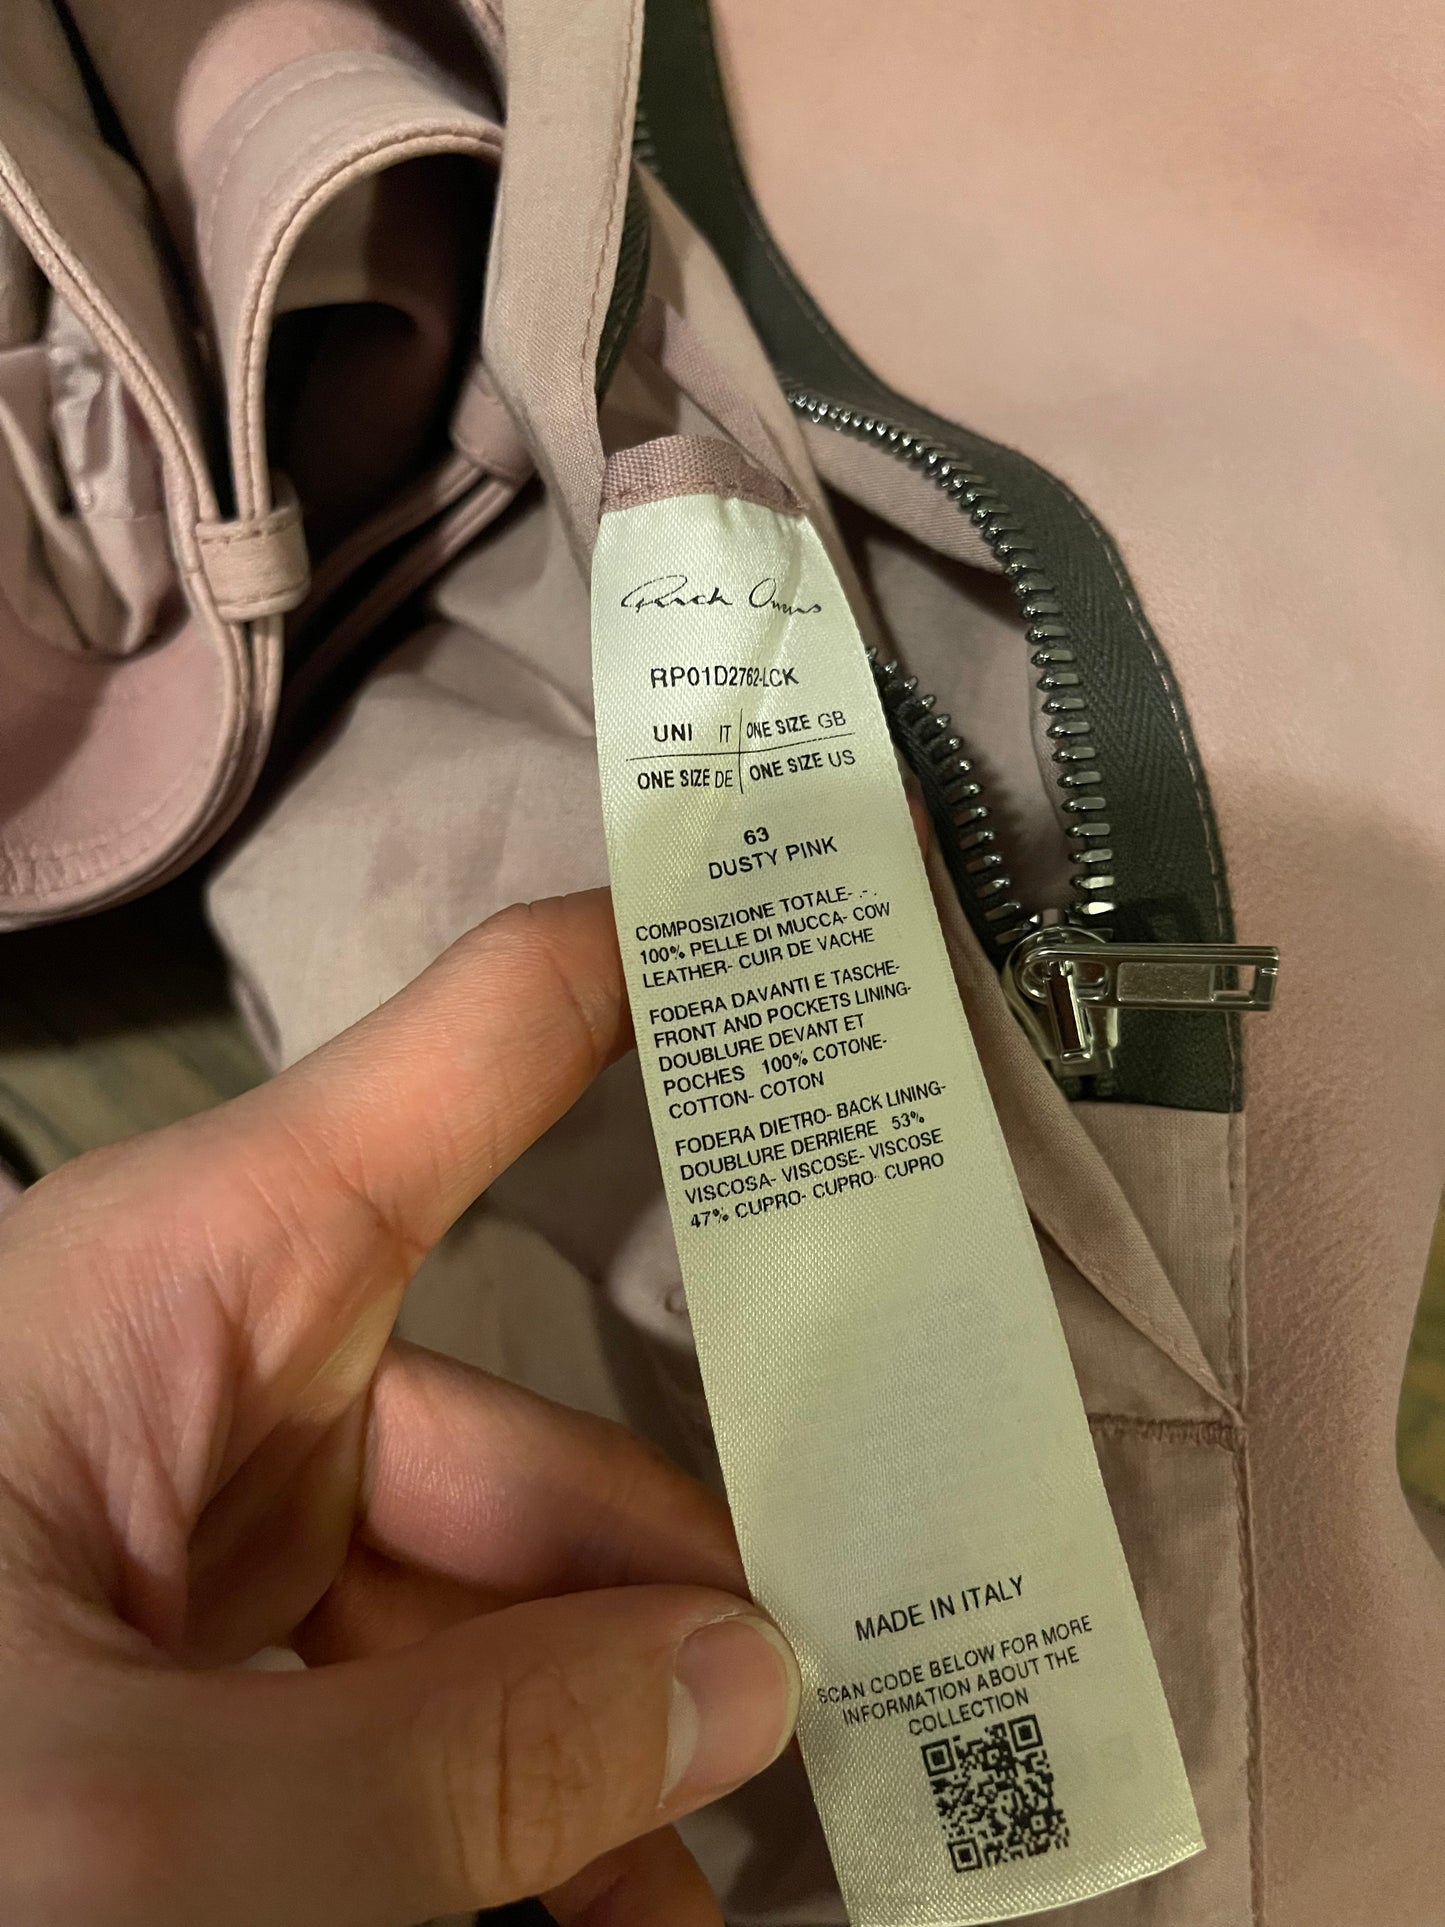 Rick Owens
RP01D2762-LCK
UNI IT ONE SIZE GB
ONE SIZE DE ONE SIZE US
63
DUSTY PINK
COMPOSIZIONE TOTALE- .-.
100% PELLE DI MUCCA- COW
LEATHER- CUIR DE VACHE
FODERA DAVANTI E TASCHE-
FRONT AND POCKETS LINING-
DOUBLURE DEVANT ET
POCHES 100% COTONE-
COTTON- COTON
FODERA DIETRO- BACK LINING-
DOUBLURE DERRIERE 53%
VISCOSA- VISCOSE- VISCOSE
47% CUPRO- CUPRO- CUPRO
MADE IN ITALY
SCAN CODE BELOW FOR MORE
INFORMATION ABOUT THE
COLLECTION